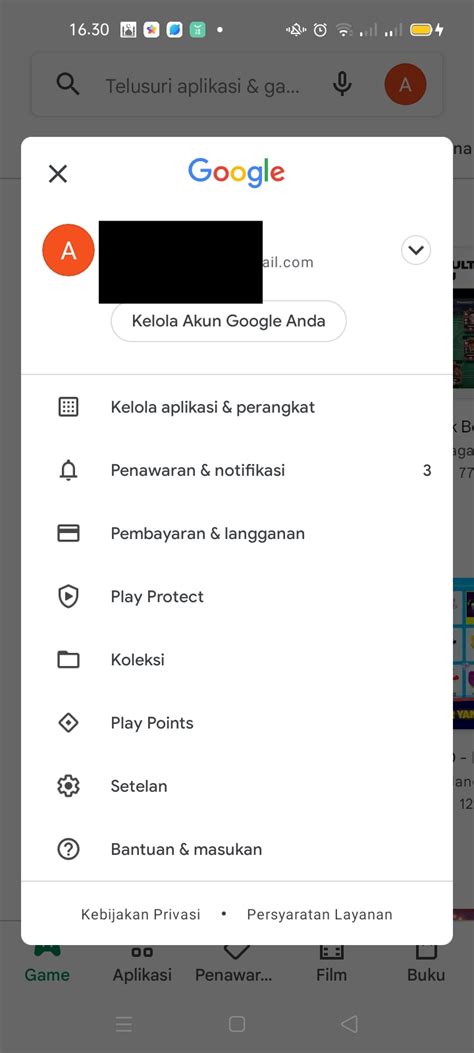 16.30
Telusuri aplikasi & ga...
A
Google
A
ail.com
Kelola Akun Google Anda
Kelola aplikasi & perangkat
Penawaran & notifikasi 3
Pembayaran & langganan
Play Protect
Koleksi
Play Points
Setelan
Bantuan & masukan
Kebijakan Privasi • Persyaratan Layanan
Game Aplikasi Penawar... Film Buku